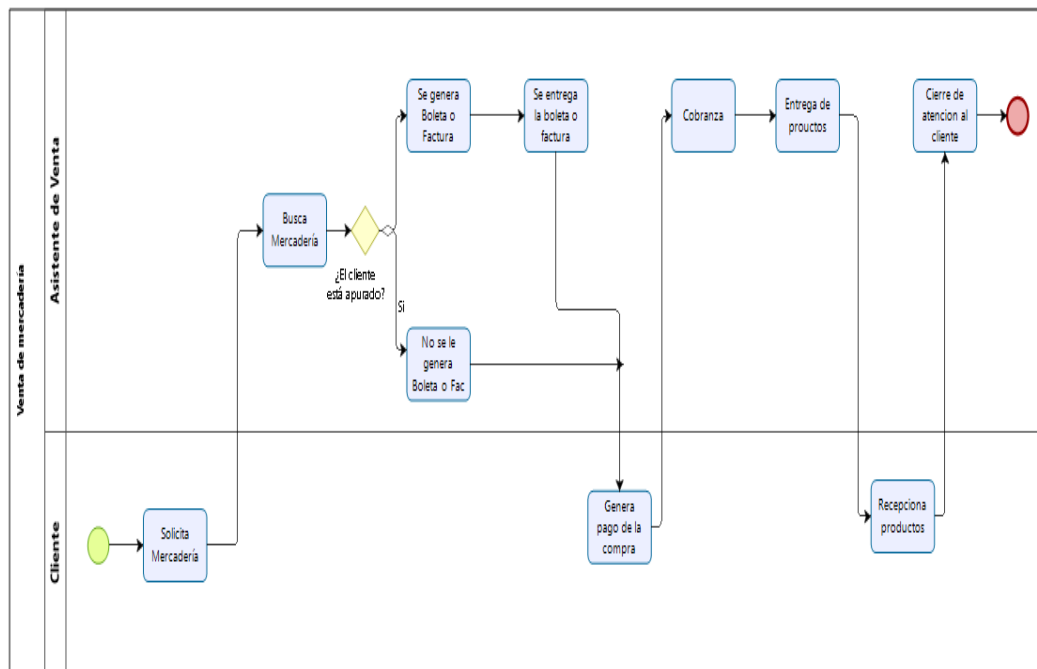 Venta de mercadería
Asistente de Venta
Cliente
Se genera
Boleta o
Factura
Se entrega
la boleta o
factura
Cobranza
Entrega de
prouctos
Cierre de
atencion al
cliente
Busca
Mercadería
¿El cliente
está apurado?
Si
No se le
genera
Boleta o Fac
Solicita
Mercadería
Genera
pago de la
compra
Recepciona
productos